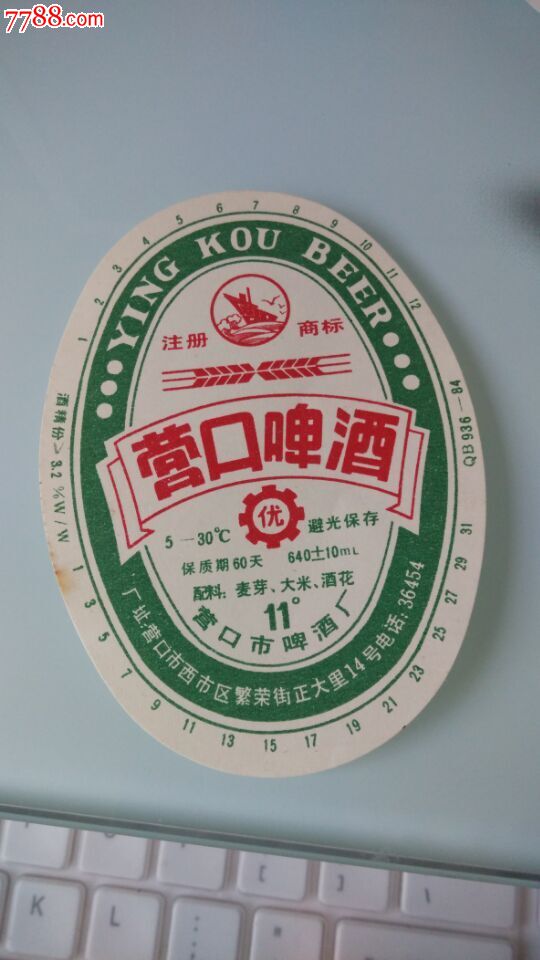 7788.com
1 2 3 4 5 6 7 8 9 10 11 12
YING KOU BEER
注册 商标
营口啤酒
酒精份>3.2%W/W
QB936—84
优
5—30℃ 避光保存
保质期60天 640±10mL
配料:麦芽、大米、酒花
11°
营口市啤酒厂
厂址:营口市西市区繁荣街正大里14号电话:36454
1 3 5 7 9 11 13 15 17 19 21 23 25 27 29 31
K L